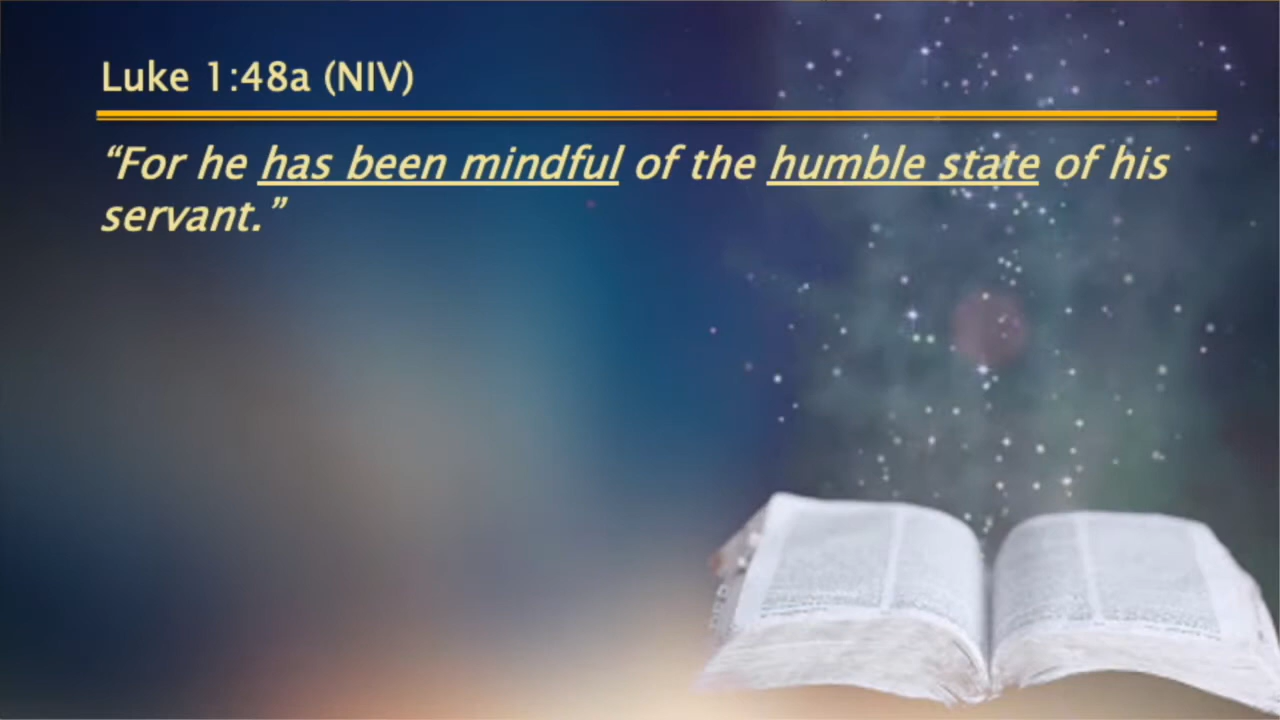 Luke 1:48a (NIV)
“For he has been mindful of the humble state of his
servant.”